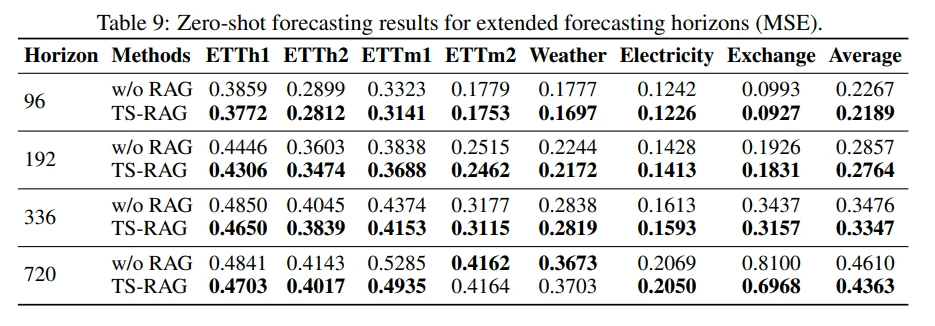 Table 9: Zero-shot forecasting results for extended forecasting horizons (MSE).
Horizon Methods ETTh1 ETTh2 ETTm1 ETTm2 Weather Electricity Exchange Average
96
w/o RAG 0.3859 0.2899 0.3323 0.1779 0.1777 0.1242 0.0993 0.2267
TS-RAG 0.3772 0.2812 0.3141 0.1753 0.1697 0.1226 0.0927 0.2189
192
w/o RAG 0.4446 0.3603 0.3838 0.2515 0.2244 0.1428 0.1926 0.2857
TS-RAG 0.4306 0.3474 0.3688 0.2462 0.2172 0.1413 0.1831 0.2764
336
w/o RAG 0.4850 0.4045 0.4374 0.3177 0.2838 0.1613 0.3437 0.3476
TS-RAG 0.4650 0.3839 0.4153 0.3115 0.2819 0.1593 0.3157 0.3347
720
w/o RAG 0.4841 0.4143 0.5285 0.4162 0.3673 0.2069 0.8100 0.4610
TS-RAG 0.4703 0.4017 0.4935 0.4164 0.3703 0.2050 0.6968 0.4363